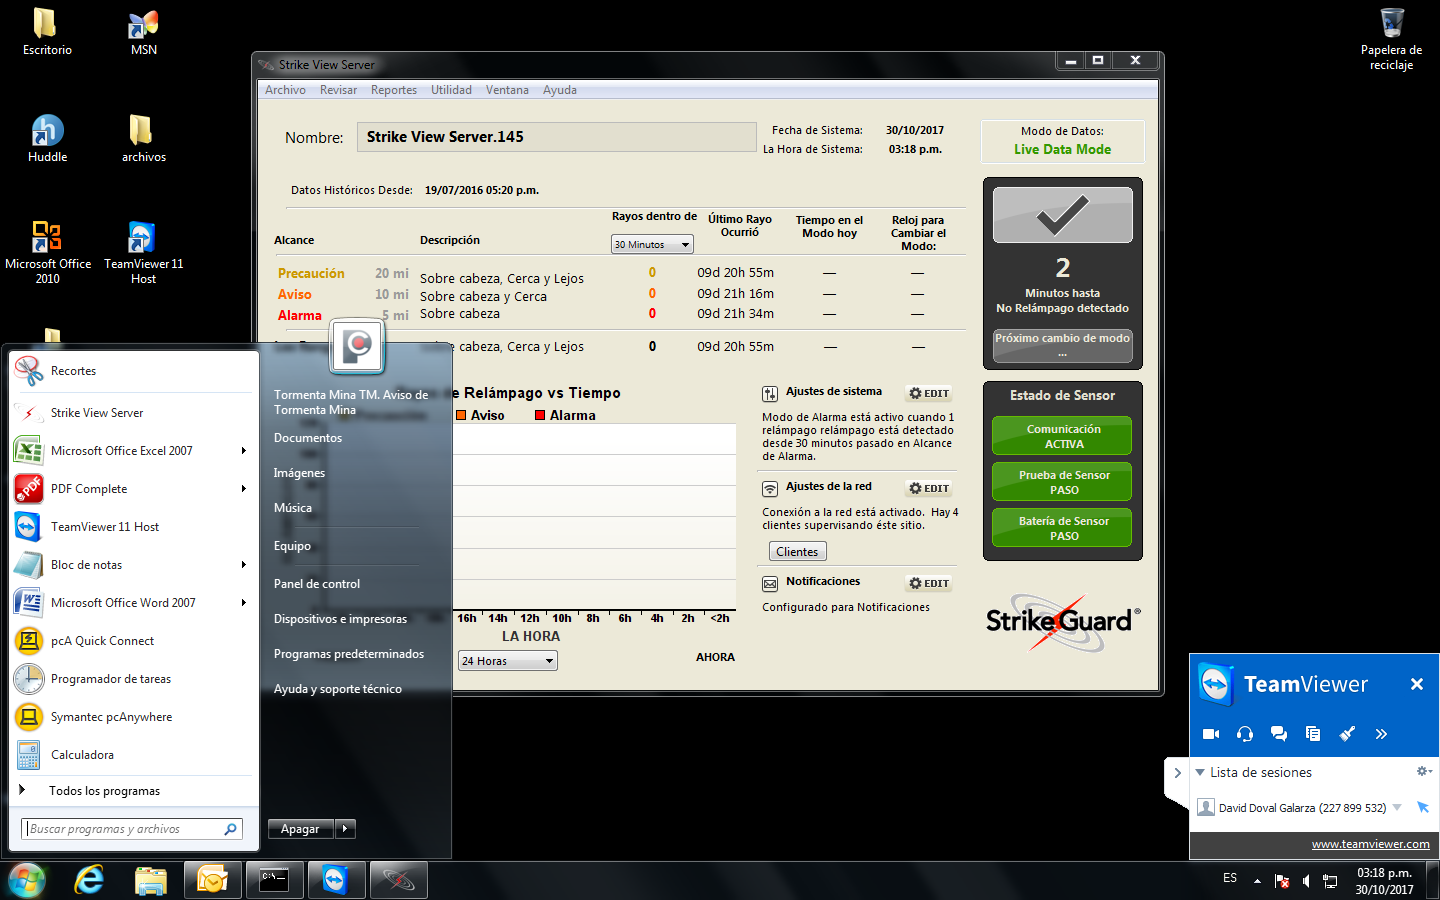 Escritorio
MSN
Papelera de
reciclaje
Huddle
archivos
Microsoft Office
2010
TeamViewer 11
Host
Strike View Server
Archivo Revisar Reportes Utilidad Ventana Ayuda
Nombre: Strike View Server.145
Fecha de Sistema: 30/10/2017
La Hora de Sistema: 03:18 p.m.
Modo de Datos:
Live Data Mode
Datos Históricos Desde: 19/07/2016 05:20 p.m.
Alcance
Descripción
Rayos dentro de
30 Minutos
Último Rayo
Ocurrió
Tiempo en el
Modo hoy
Reloj para
Cambiar el
Modo:
Precaución 20 mi Sobre cabeza, Cerca y Lejos 0 09d 20h 55m — —
Aviso 10 mi Sobre cabeza y Cerca 0 09d 21h 16m — —
Alarma 5 mi Sobre cabeza 0 09d 21h 34m — —
cabeza, Cerca y Lejos 0 09d 20h 55m — —
2
Minutos hasta
No Relámpago detectado
Próximo cambio de modo
...
de Relámpago vs Tiempo
Aviso Alarma
16h 14h 12h 10h 8h 6h 4h 2h <2h
LA HORA
24 Horas
AHORA
Ajustes de sistema EDIT
Modo de Alarma está activo cuando 1
relámpago relámpago está detectado
desde 30 minutos pasado en Alcance
de Alarma.
Ajustes de la red EDIT
Conexión a la red está activado. Hay 4
clientes supervisando éste sitio.
Clientes
Notificaciones EDIT
Configurado para Notificaciones
Estado de Sensor
Comunicación
ACTIVA
Prueba de Sensor
PASO
Batería de Sensor
PASO
StrikeGuard®
Recortes
Strike View Server
Microsoft Office Excel 2007
PDF Complete
TeamViewer 11 Host
Bloc de notas
Microsoft Office Word 2007
pcA Quick Connect
Programador de tareas
Symantec pcAnywhere
Calculadora
Todos los programas
Buscar programas y archivos
Tormenta Mina TM. Aviso de
Tormenta Mina
Documentos
Imágenes
Música
Equipo
Panel de control
Dispositivos e impresoras
Programas predeterminados
Ayuda y soporte técnico
Apagar
TeamViewer
Lista de sesiones
David Doval Galarza (227 899 532)
www.teamviewer.com
ES
03:18 p.m.
30/10/2017